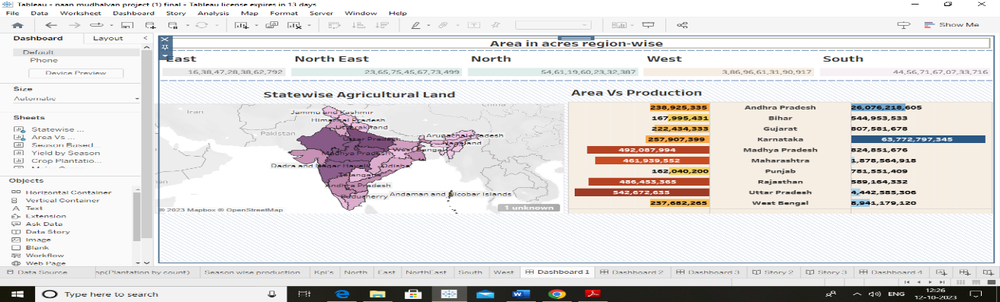 Tableau - naan mudhalvan project (1) final - Tableau license expires in 13 days
File Data Worksheet Dashboard Story Analysis Map Format Server Window Help
Show Me
Dashboard Layout
Default
Phone
Device Preview
Size
Automatic
Sheets
Statewise ...
Area Vs ...
Season Based...
Yield by Season
Crop Plantatio...
Objects
Horizontal Container
Vertical Container
Text
Extension
Ask Data
Data Story
Image
Blank
Workflow
Web Page
Area in acres region-wise
East North East North West South
16,38,47,28,38,62,792 23,65,75,45,67,73,499 54,61,19,60,23,32,387 3,86,96,61,31,90,917 44,56,71,67,07,33,716
Statewise Agricultural Land
Iran
China
Pakistan
Jammu and Kashmir
Himachal Pradesh
Uttarakhand
Arunachal Pradesh
Uttar Pradesh
Nagaland
West Bengal
Madhya Pradesh
Dadra and Nagar Haveli
Odisha
Telangana
Andhra Pradesh
Puducherry
Andaman and Nicobar Islands
© 2023 Mapbox © OpenStreetMap
1 unknown
Area Vs Production
238,925,335 Andhra Pradesh 26,076,218,605
167,995,431 Bihar 544,953,533
222,434,333 Gujarat 807,581,678
257,907,399 Karnataka 63,772,797,345
492,087,994 Madhya Pradesh 824,851,676
461,939,552 Maharashtra 1,878,564,918
162,040,200 Punjab 781,551,409
486,453,365 Rajasthan 589,164,332
542,672,635 Uttar Pradesh 4,442,585,306
237,682,265 West Bengal 8,941,179,120
Data Source op(Plantation by count) Season wise production Kpi's North East NorthEast South West Dashboard 1 Dashboard 2 Dashboard 3 Story 2 Story 3 Dashboard 4
Type here to search
ENG
12:26
12-10-2023